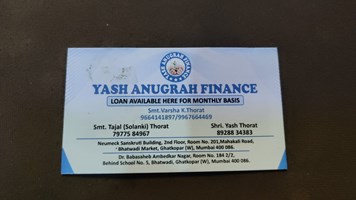 YASH ANUGRAH FINANCE
YASH ANUGRAH FINANCE
LOAN AVAILABLE HERE FOR MONTHLY BASIS
Smt.Varsha K.Thorat
9664141897/9967664469
Smt. Tajal (Solanki) Thorat
79775 84967
Shri. Yash Thorat
89288 34383
Neumeck Sanskruti Building, 2nd Floor, Room No. 201,Mahakali Road,
Bhatwadi Market, Ghatkopar (W), Mumbai 400 086.
Dr. Babasaheb Ambedkar Nagar, Room No. 184 2/2,
Behind School No. 5, Bhatwadi, Ghatkopar (W), Mumbai 400 086.